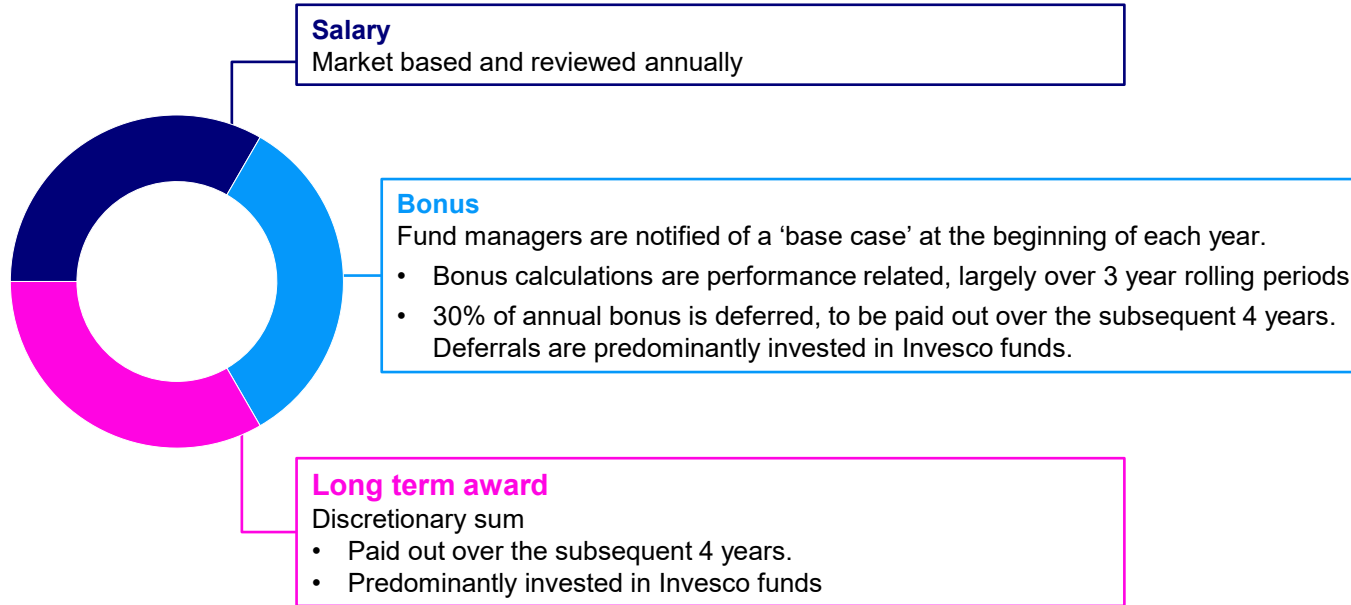 Salary
Market based and reviewed annually
Bonus
Fund managers are notified of a ‘base case’ at the beginning of each year.
• Bonus calculations are performance related, largely over 3 year rolling periods
• 30% of annual bonus is deferred, to be paid out over the subsequent 4 years.
Deferrals are predominantly invested in Invesco funds.
Long term award
Discretionary sum
• Paid out over the subsequent 4 years.
• Predominantly invested in Invesco funds